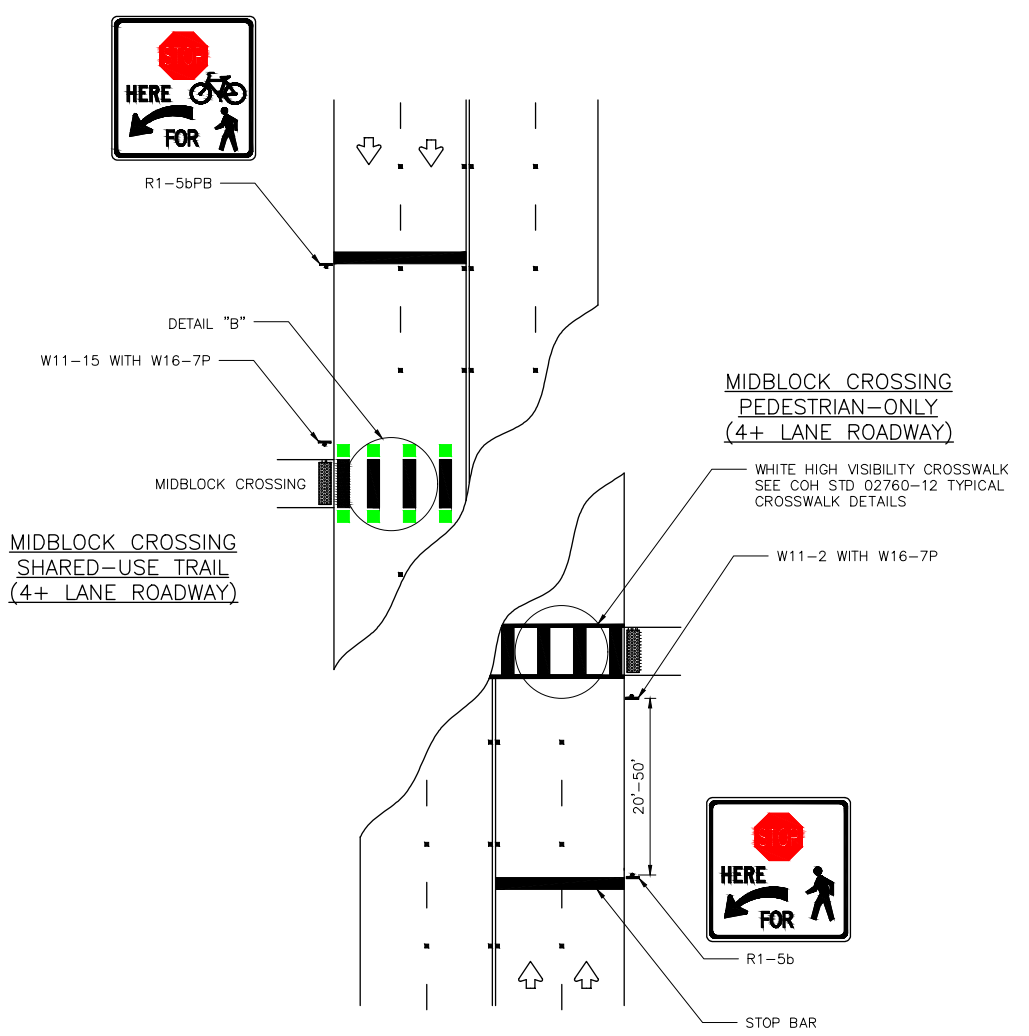 STOP
HERE
FOR
R1-5bPB
DETAIL "B"
W11-15 WITH W16-7P
MIDBLOCK CROSSING
MIDBLOCK CROSSING
SHARED-USE TRAIL
(4+ LANE ROADWAY)
MIDBLOCK CROSSING
PEDESTRIAN-ONLY
(4+ LANE ROADWAY)
WHITE HIGH VISIBILITY CROSSWALK
SEE COH STD 02760-12 TYPICAL
CROSSWALK DETAILS
W11-2 WITH W16-7P
20'-50'
STOP
HERE
FOR
R1-5b
STOP BAR